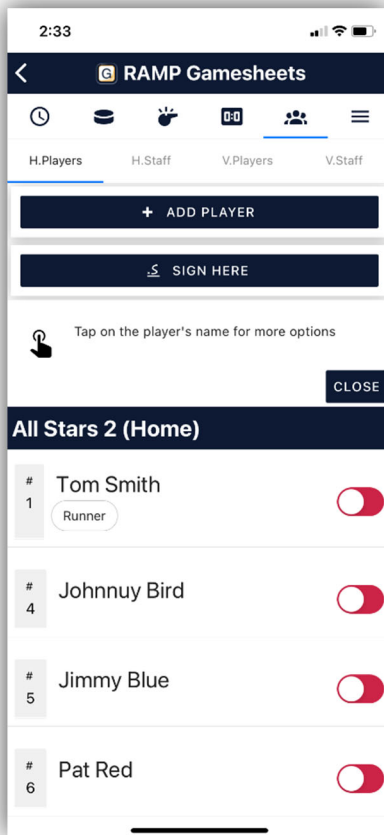 2:33
G RAMP Gamesheets
0:0
H.Players H.Staff V.Players V.Staff
+ ADD PLAYER
SIGN HERE
Tap on the player's name for more options
CLOSE
All Stars 2 (Home)
# Tom Smith
1 Runner
# Johnnuy Bird
4
# Jimmy Blue
5
# Pat Red
6